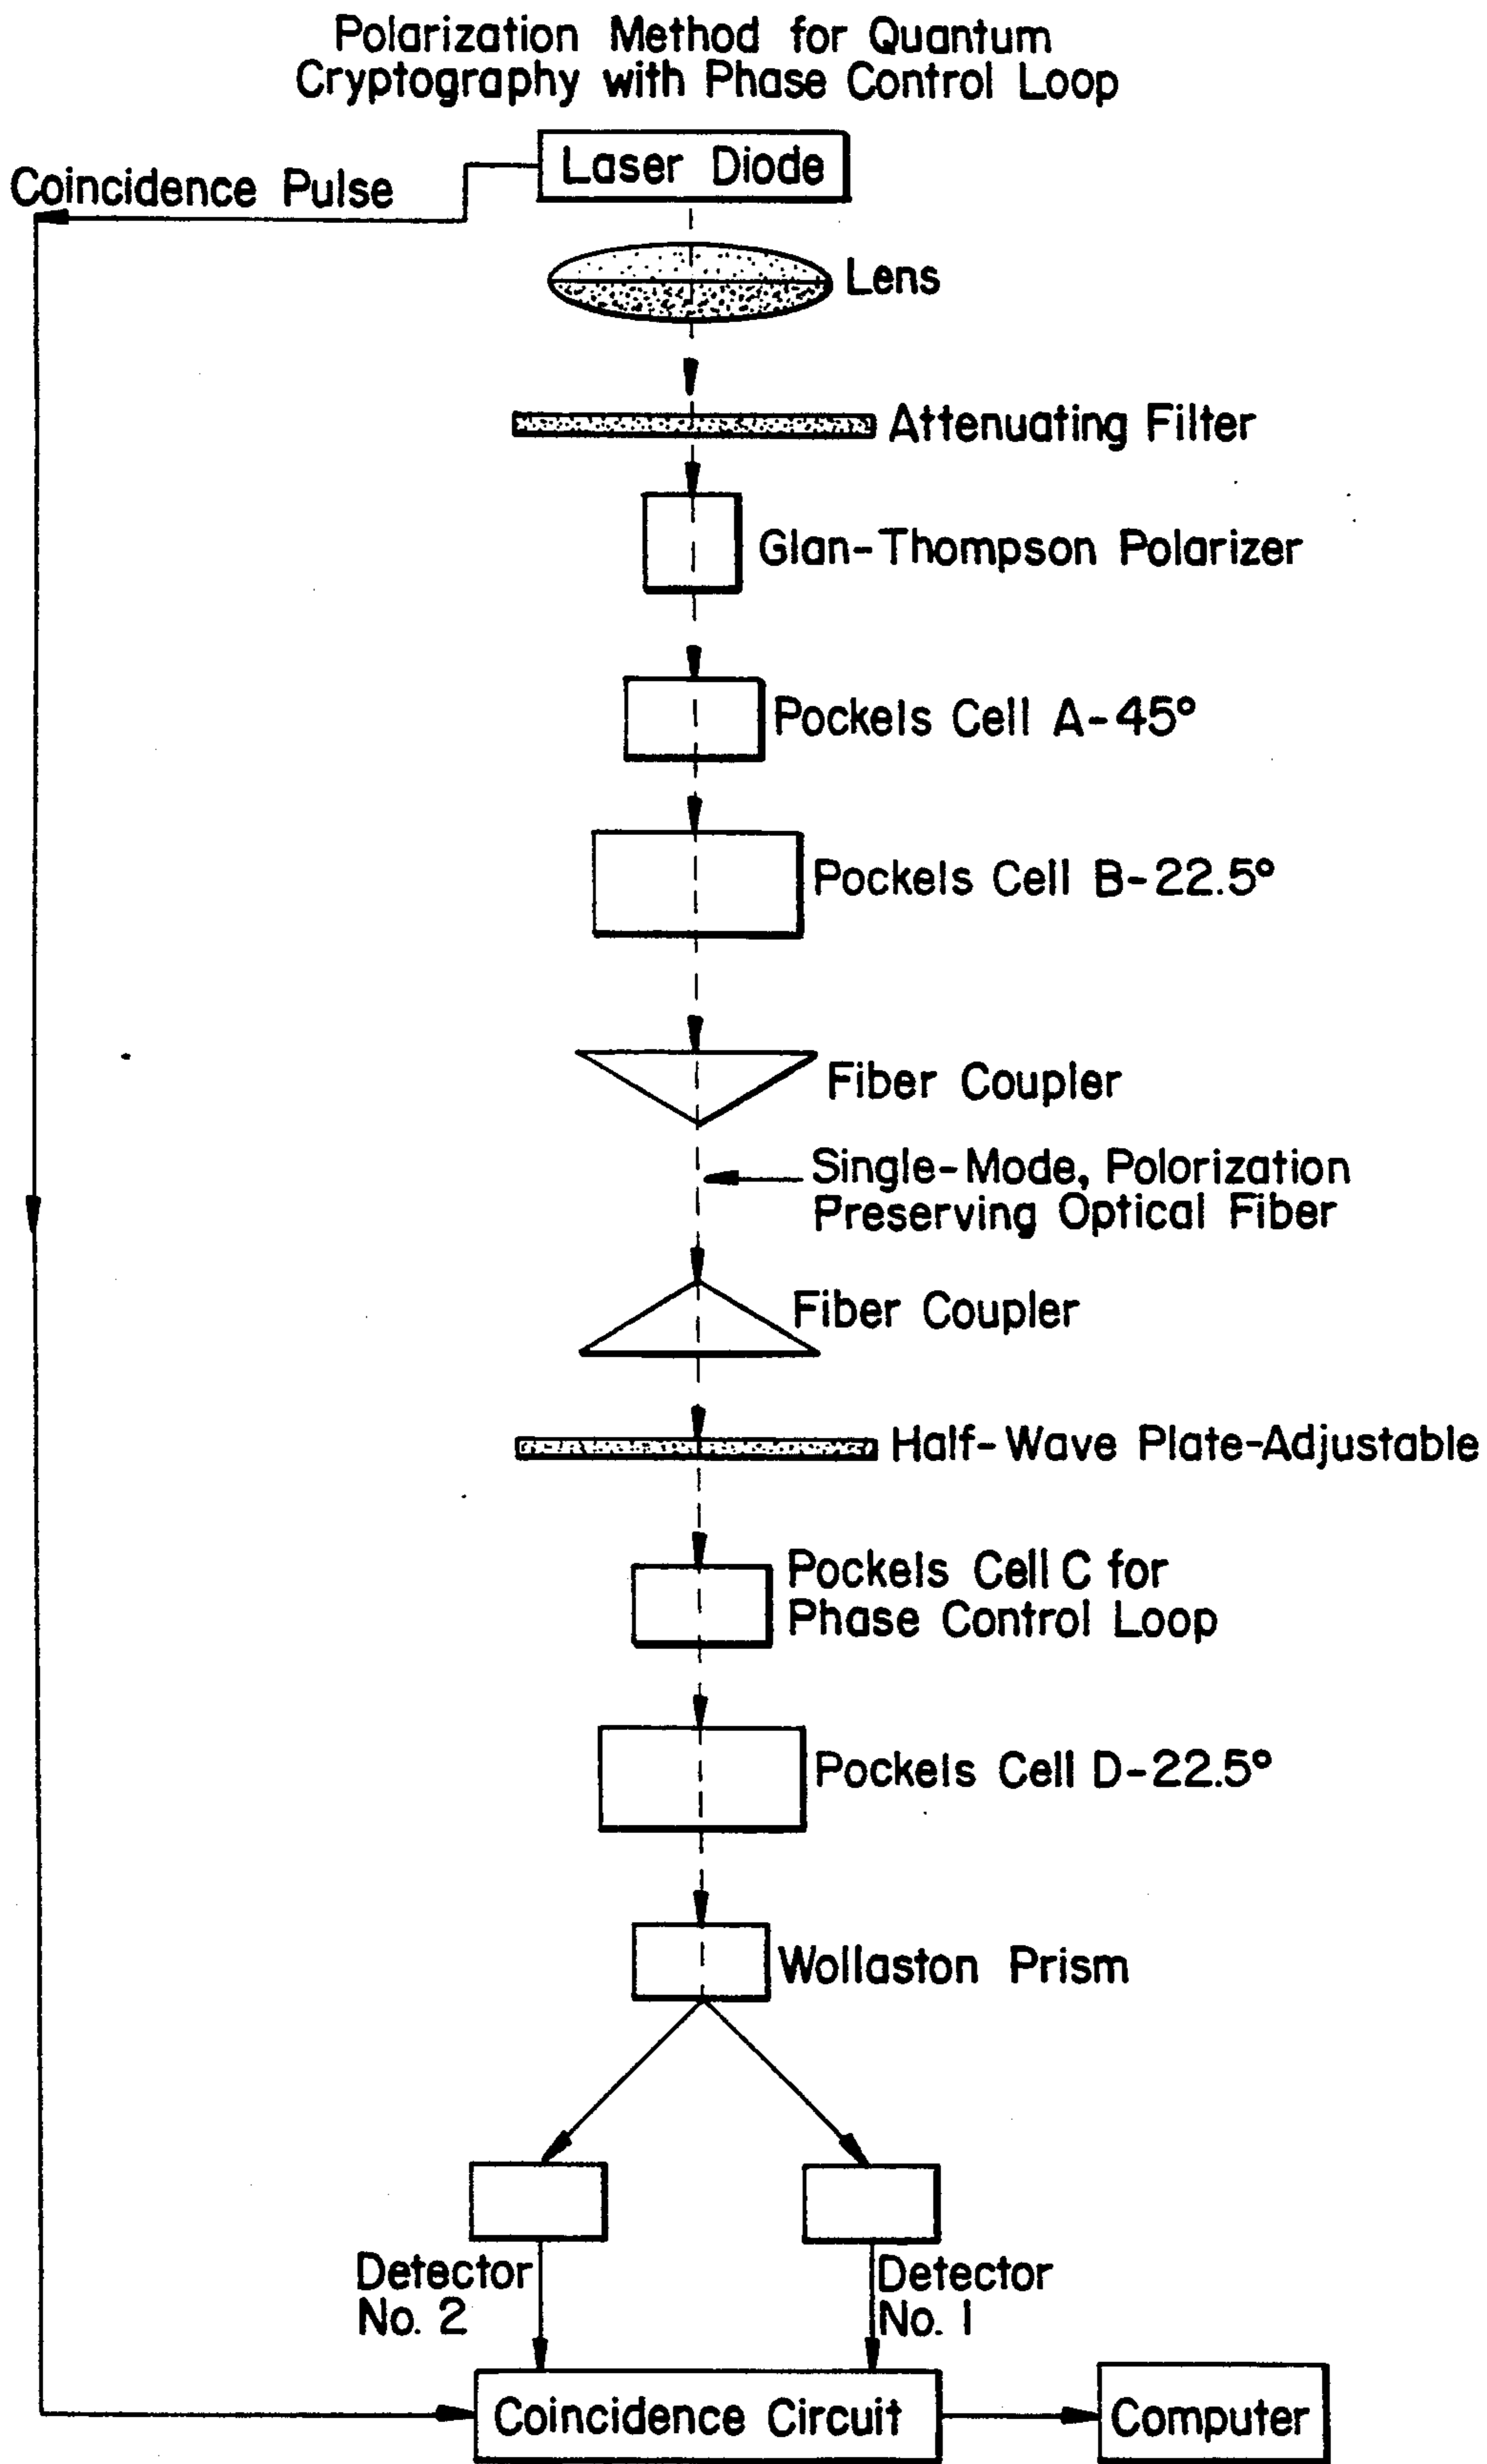 Polarization Method for Quantum
Cryptography with Phase Control Loop
Laser Diode
Coincidence Pulse
Lens
Attenuating Filter
Glan-Thompson Polarizer
Pockels Cell A-45°
Pockels Cell B-22.5°
Fiber Coupler
Single-Mode, Polorization
Preserving Optical Fiber
Fiber Coupler
Half-Wave Plate-Adjustable
Pockels Cell C for
Phase Control Loop
Pockels Cell D-22.5°
Wollaston Prism
Detector
No. 2
Detector
No. 1
Coincidence Circuit
Computer